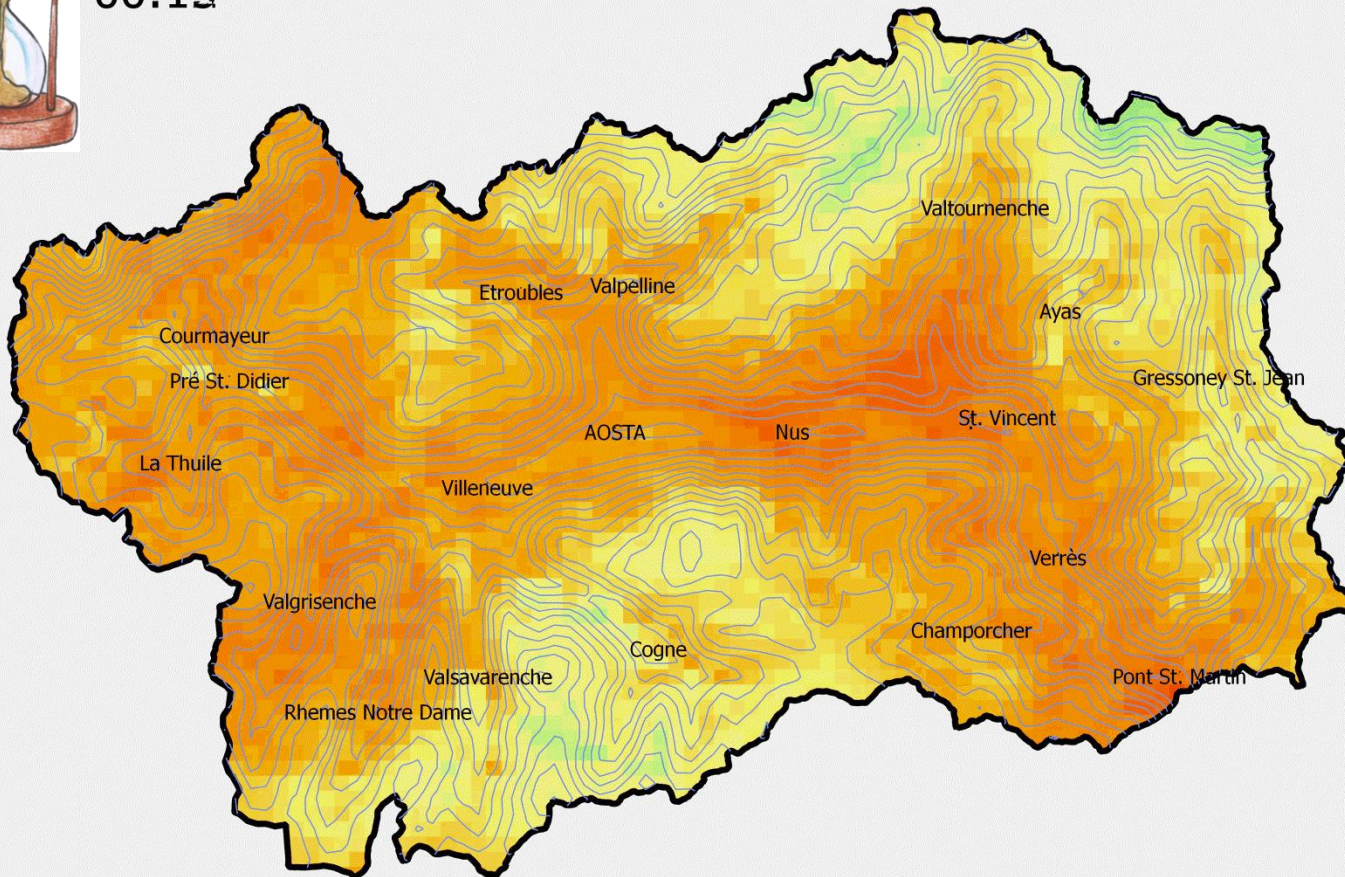 Valtournenche
Etroubles
Valpelline
Ayas
Courmayeur
Pré St. Didier
Gressoney St. Jean
St. Vincent
AOSTA
Nus
La Thuile
Villeneuve
Verrès
Valgrisenche
Champorcher
Cogne
Valsavarenche
Pont St. Martin
Rhemes Notre Dame